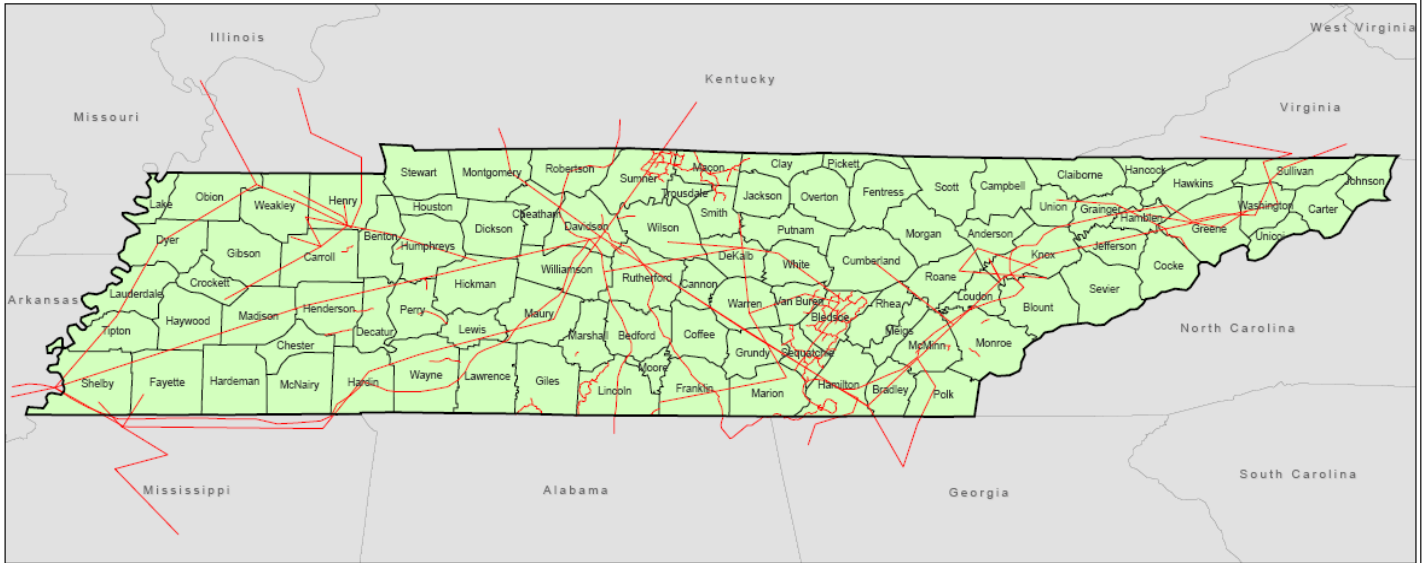 West Virginia
Illinois
Kentucky
Virginia
Missouri
Clay
Pickett
Macon
Robertson
Hancock
Claiborne
Sullivan
Stewart
Montgomery
Sumner
Scott
Campbell
Hawkins
Johnson
Trousdale
Jackson
Overton
Fentress
Obion
Henry
Lake
Weakley
Houston
Union
Grainger
Washington
Carter
Cheatham
Smith
Hamblen
Dickson
Davidson
Wilson
Putnam
Morgan
Anderson
Greene
Unicoi
Dyer
Benton
Humphreys
Jefferson
Gibson
Carroll
DeKalb
Knox
White
Cumberland
Cocke
Williamson
Roane
Rutherford
Crockett
Hickman
Cannon
Sevier
Arkansas
Lauderdale
Loudon
Warren
Van Buren
Rhea
Blount
Henderson
Perry
Maury
Haywood
Madison
Bledsoe
Tipton
Decatur
Lewis
Marshall
Bedford
Coffee
Meigs
North Carolina
Chester
McMinn
Monroe
Grundy
Sequatchie
Moore
Wayne
Lawrence
Giles
Shelby
Fayette
Hardeman
McNairy
Hardin
Lincoln
Franklin
Marion
Hamilton
Bradley
Polk
South Carolina
Mississippi
Alabama
Georgia